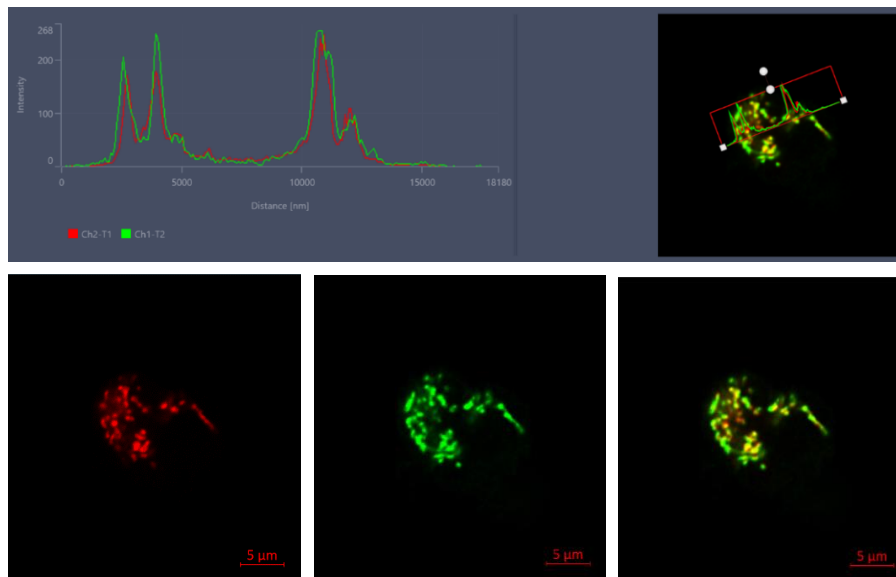 268
200
100
0
Intensity
0 5000 10000 15000 18180
Distance [nm]
Ch2-T1 Ch1-T2
5 μm 5 μm 5 μm